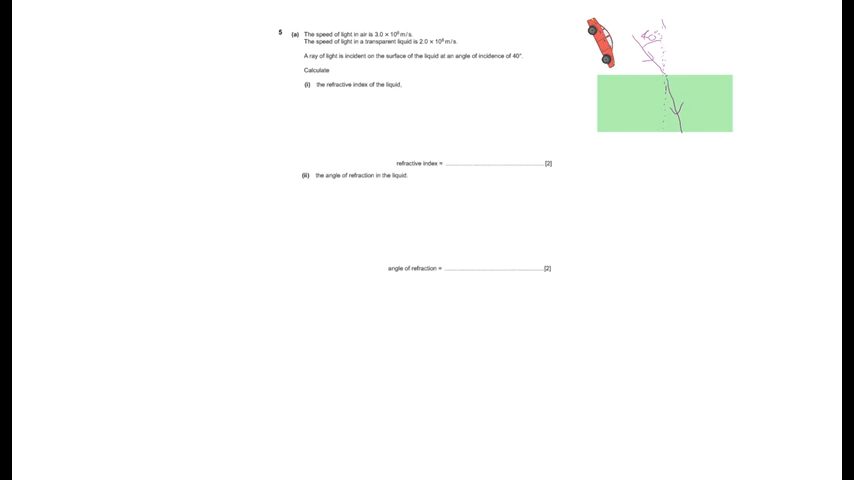 5 (a) The speed of light in air is 3.0 × 10⁸ m/s.
The speed of light in a transparent liquid is 2.0 × 10⁸ m/s.
A ray of light is incident on the surface of the liquid at an angle of incidence of 40°.
Calculate
(i) the refractive index of the liquid,
refractive index = ................................................ [2]
(ii) the angle of refraction in the liquid.
angle of refraction = ................................................ [2]
40°